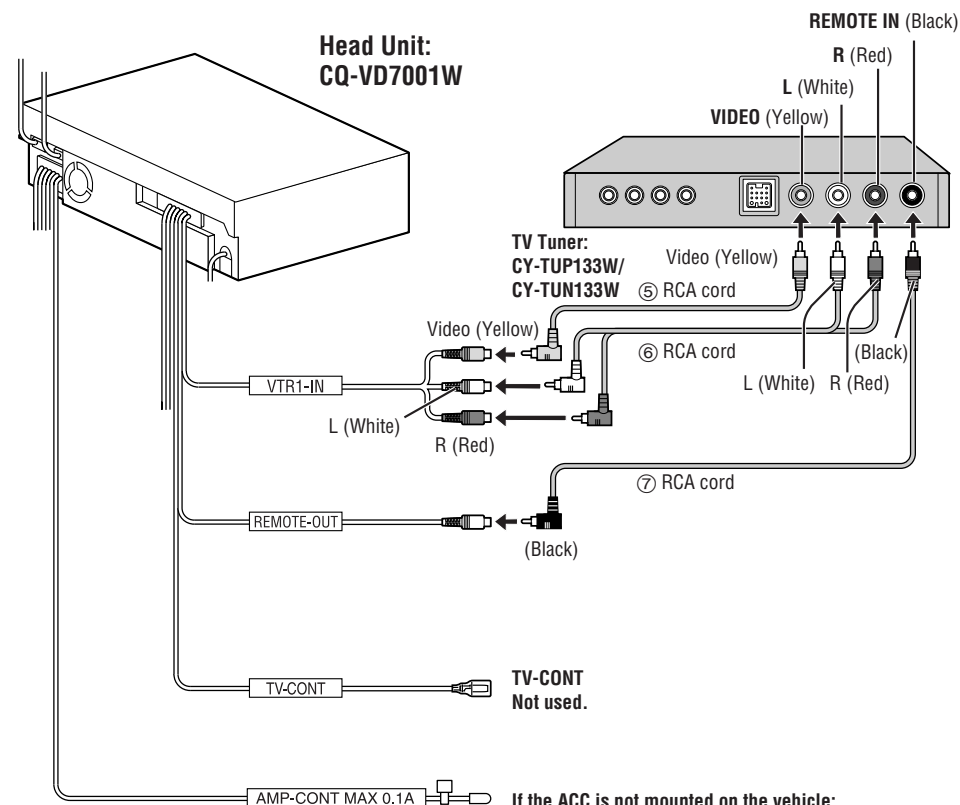 REMOTE IN (Black)
R (Red)
L (White)
VIDEO (Yellow)
Head Unit:
CQ-VD7001W
TV Tuner:
CY-TUP133W/
CY-TUN133W
Video (Yellow)
⑤ RCA cord
Video (Yellow)
⑥ RCA cord
(Black)
L (White)
R (Red)
VTR1-IN
L (White)
R (Red)
⑦ RCA cord
REMOTE-OUT
(Black)
TV-CONT
TV-CONT
Not used.
AMP-CONT MAX 0.1A
If the ACC is not mounted on the vehicle: